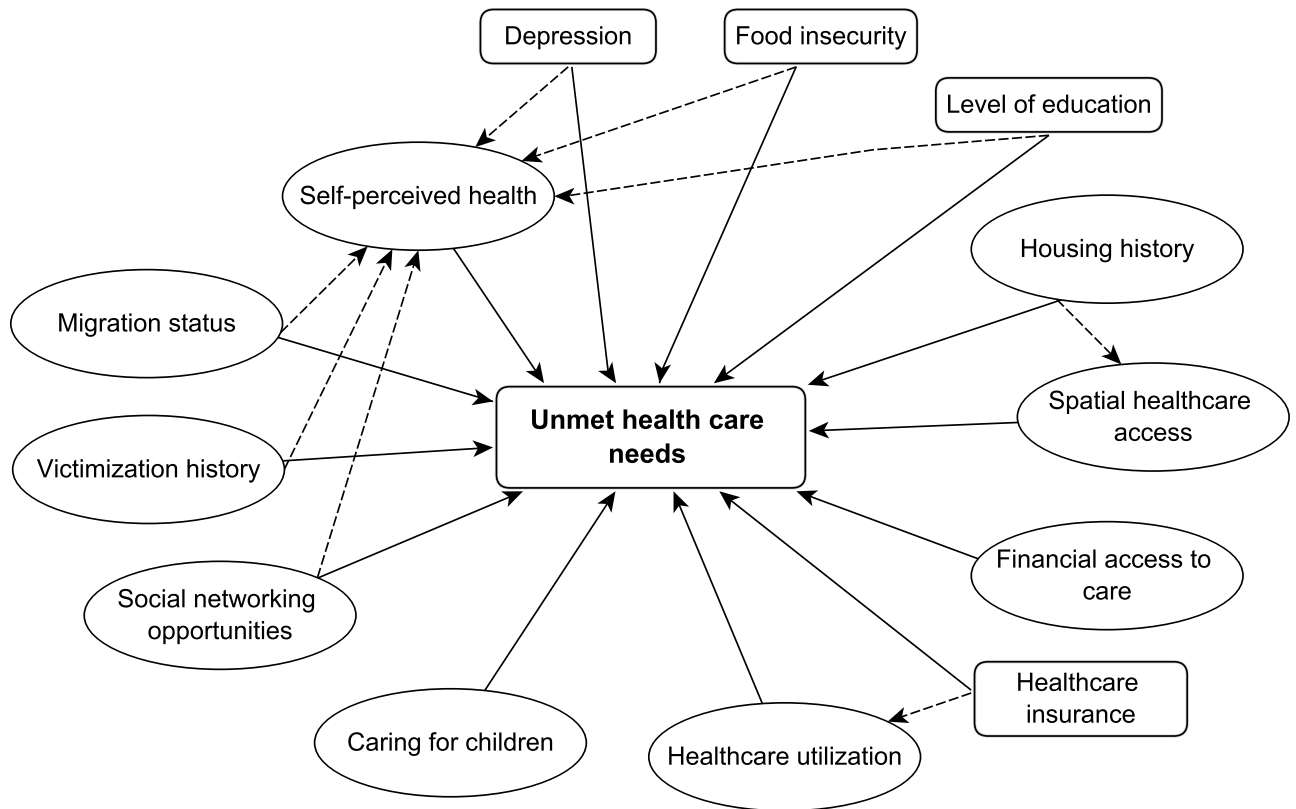 Depression
Food insecurity
Level of education
Self-perceived health
Housing history
Migration status
Spatial healthcare
access
Unmet health care
needs
Victimization history
Financial access to
care
Social networking
opportunities
Healthcare
insurance
Caring for children
Healthcare utilization